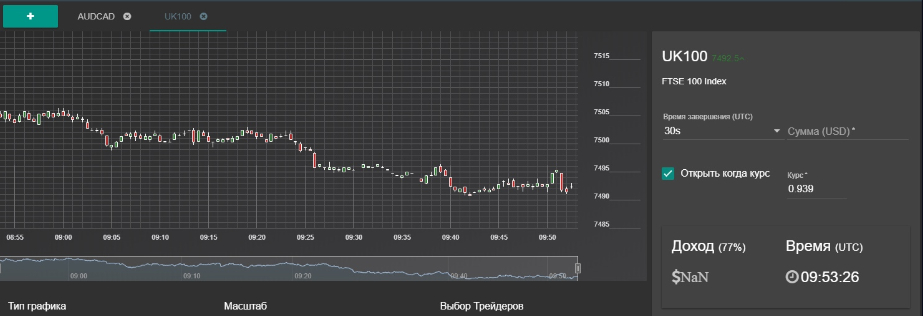 + AUDCAD UK100
7515
7510
7505
7500
7495
7490
7485
08:55 09:00 09:05 09:10 09:15 09:20 09:25 09:30 09:35 09:40 09:45 09:50
09:00 09:10 09:20 09:40 09:50
Тип графика Масштаб Выбор Трейдеров
UK100 7492.5~
FTSE 100 Index
Время завершения (UTC)
30s Сумма (USD) *
Открыть когда курс
Курс *
0.939
Доход (77%) Время (UTC)
$NaN 09:53:26